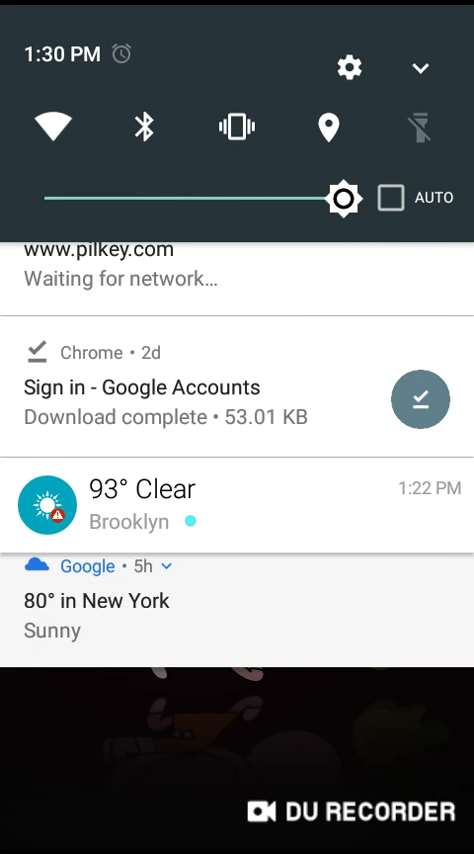 1:30 PM
AUTO
www.pilkey.com
Waiting for network...
Chrome • 2d
Sign in - Google Accounts
Download complete • 53.01 KB
93° Clear
1:22 PM
Brooklyn
Google • 5h
80° in New York
Sunny
DU RECORDER